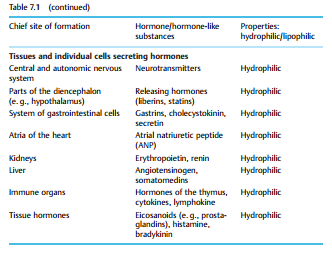 Table 7.1 (continued)
Chief site of formation Hormone/hormone-like substances Properties: hydrophilic/lipophilic
Tissues and individual cells secreting hormones
Central and autonomic nervous system Neurotransmitters Hydrophilic
Parts of the diencephalon (e. g., hypothalamus) Releasing hormones (liberins, statins) Hydrophilic
System of gastrointestinal cells Gastrins, cholecystokinin, secretin Hydrophilic
Atria of the heart Atrial natriuretic peptide (ANP) Hydrophilic
Kidneys Erythropoietin, renin Hydrophilic
Liver Angiotensinogen, somatomedins Hydrophilic
Immune organs Hormones of the thymus, cytokines, lymphokine Hydrophilic
Tissue hormones Eicosanoids (e. g., prosta-glandins), histamine, bradykinin Hydrophilic